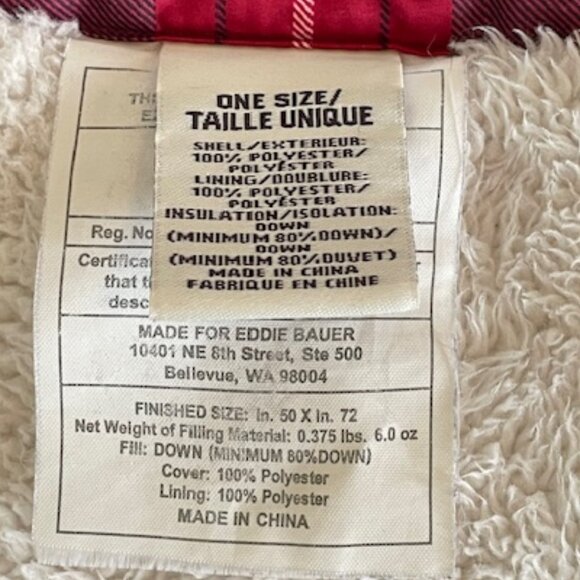 ONE SIZE/
TAILLE UNIQUE
SHELL/EXTERIEUR:
100% POLYESTER/
POLYÉSTER
LINING/DOUBLURE:
100% POLYESTER/
POLYÉSTER
INSULATION/ISOLATION:
DOWN
(MINIMUM 80%DOWN)/
DOWN
(MINIMUM 80%DUVET)
MADE IN CHINA
FABRIQUE EN CHINE
Reg. No
that
MADE FOR EDDIE BAUER
10401 NE 8th Street, Ste 500
Bellevue, WA 98004
FINISHED SIZE: In. 50 X In. 72
Net Weight of Filling Material: 0.375 lbs. 6.0 oz
Fill: DOWN (MINIMUM 80%DOWN)
Cover: 100% Polyester
Lining: 100% Polyester
MADE IN CHINA